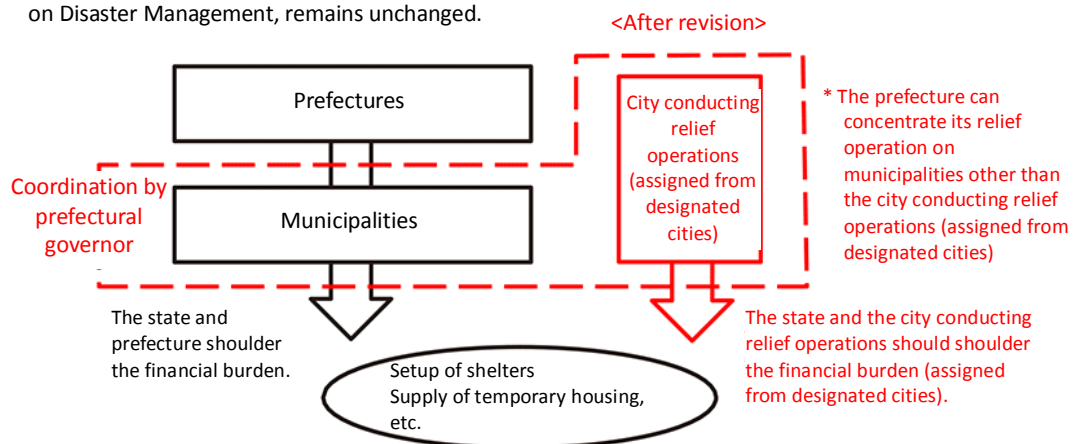 on Disaster Management, remains unchanged.
<After revision>
Prefectures
City conducting
relief
operations
(assigned from
designated
cities)
* The prefecture can
concentrate its relief
operation on
municipalities other than
the city conducting relief
operations (assigned from
designated cities)
Coordination by
prefectural
governor
Municipalities
The state and
prefecture shoulder
the financial burden.
The state and the city conducting
relief operations should shoulder
the financial burden (assigned
from designated cities).
Setup of shelters
Supply of temporary housing,
etc.